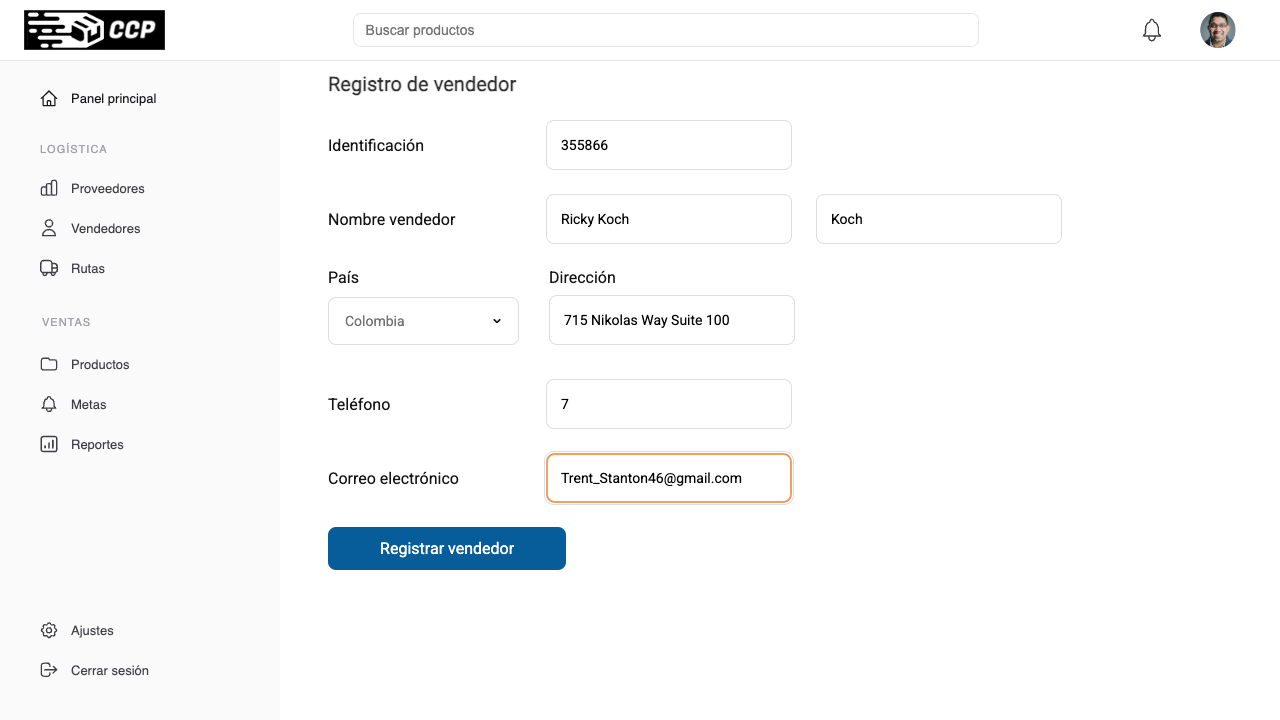 CCP
Buscar productos
Panel principal
LOGÍSTICA
Proveedores
Vendedores
Rutas
VENTAS
Productos
Metas
Reportes
Ajustes
Cerrar sesión
Registro de vendedor
Identificación
355866
Nombre vendedor
Ricky Koch
Koch
País
Dirección
Colombia
715 Nikolas Way Suite 100
Teléfono
7
Correo electrónico
Trent_Stanton46@gmail.com
Registrar vendedor